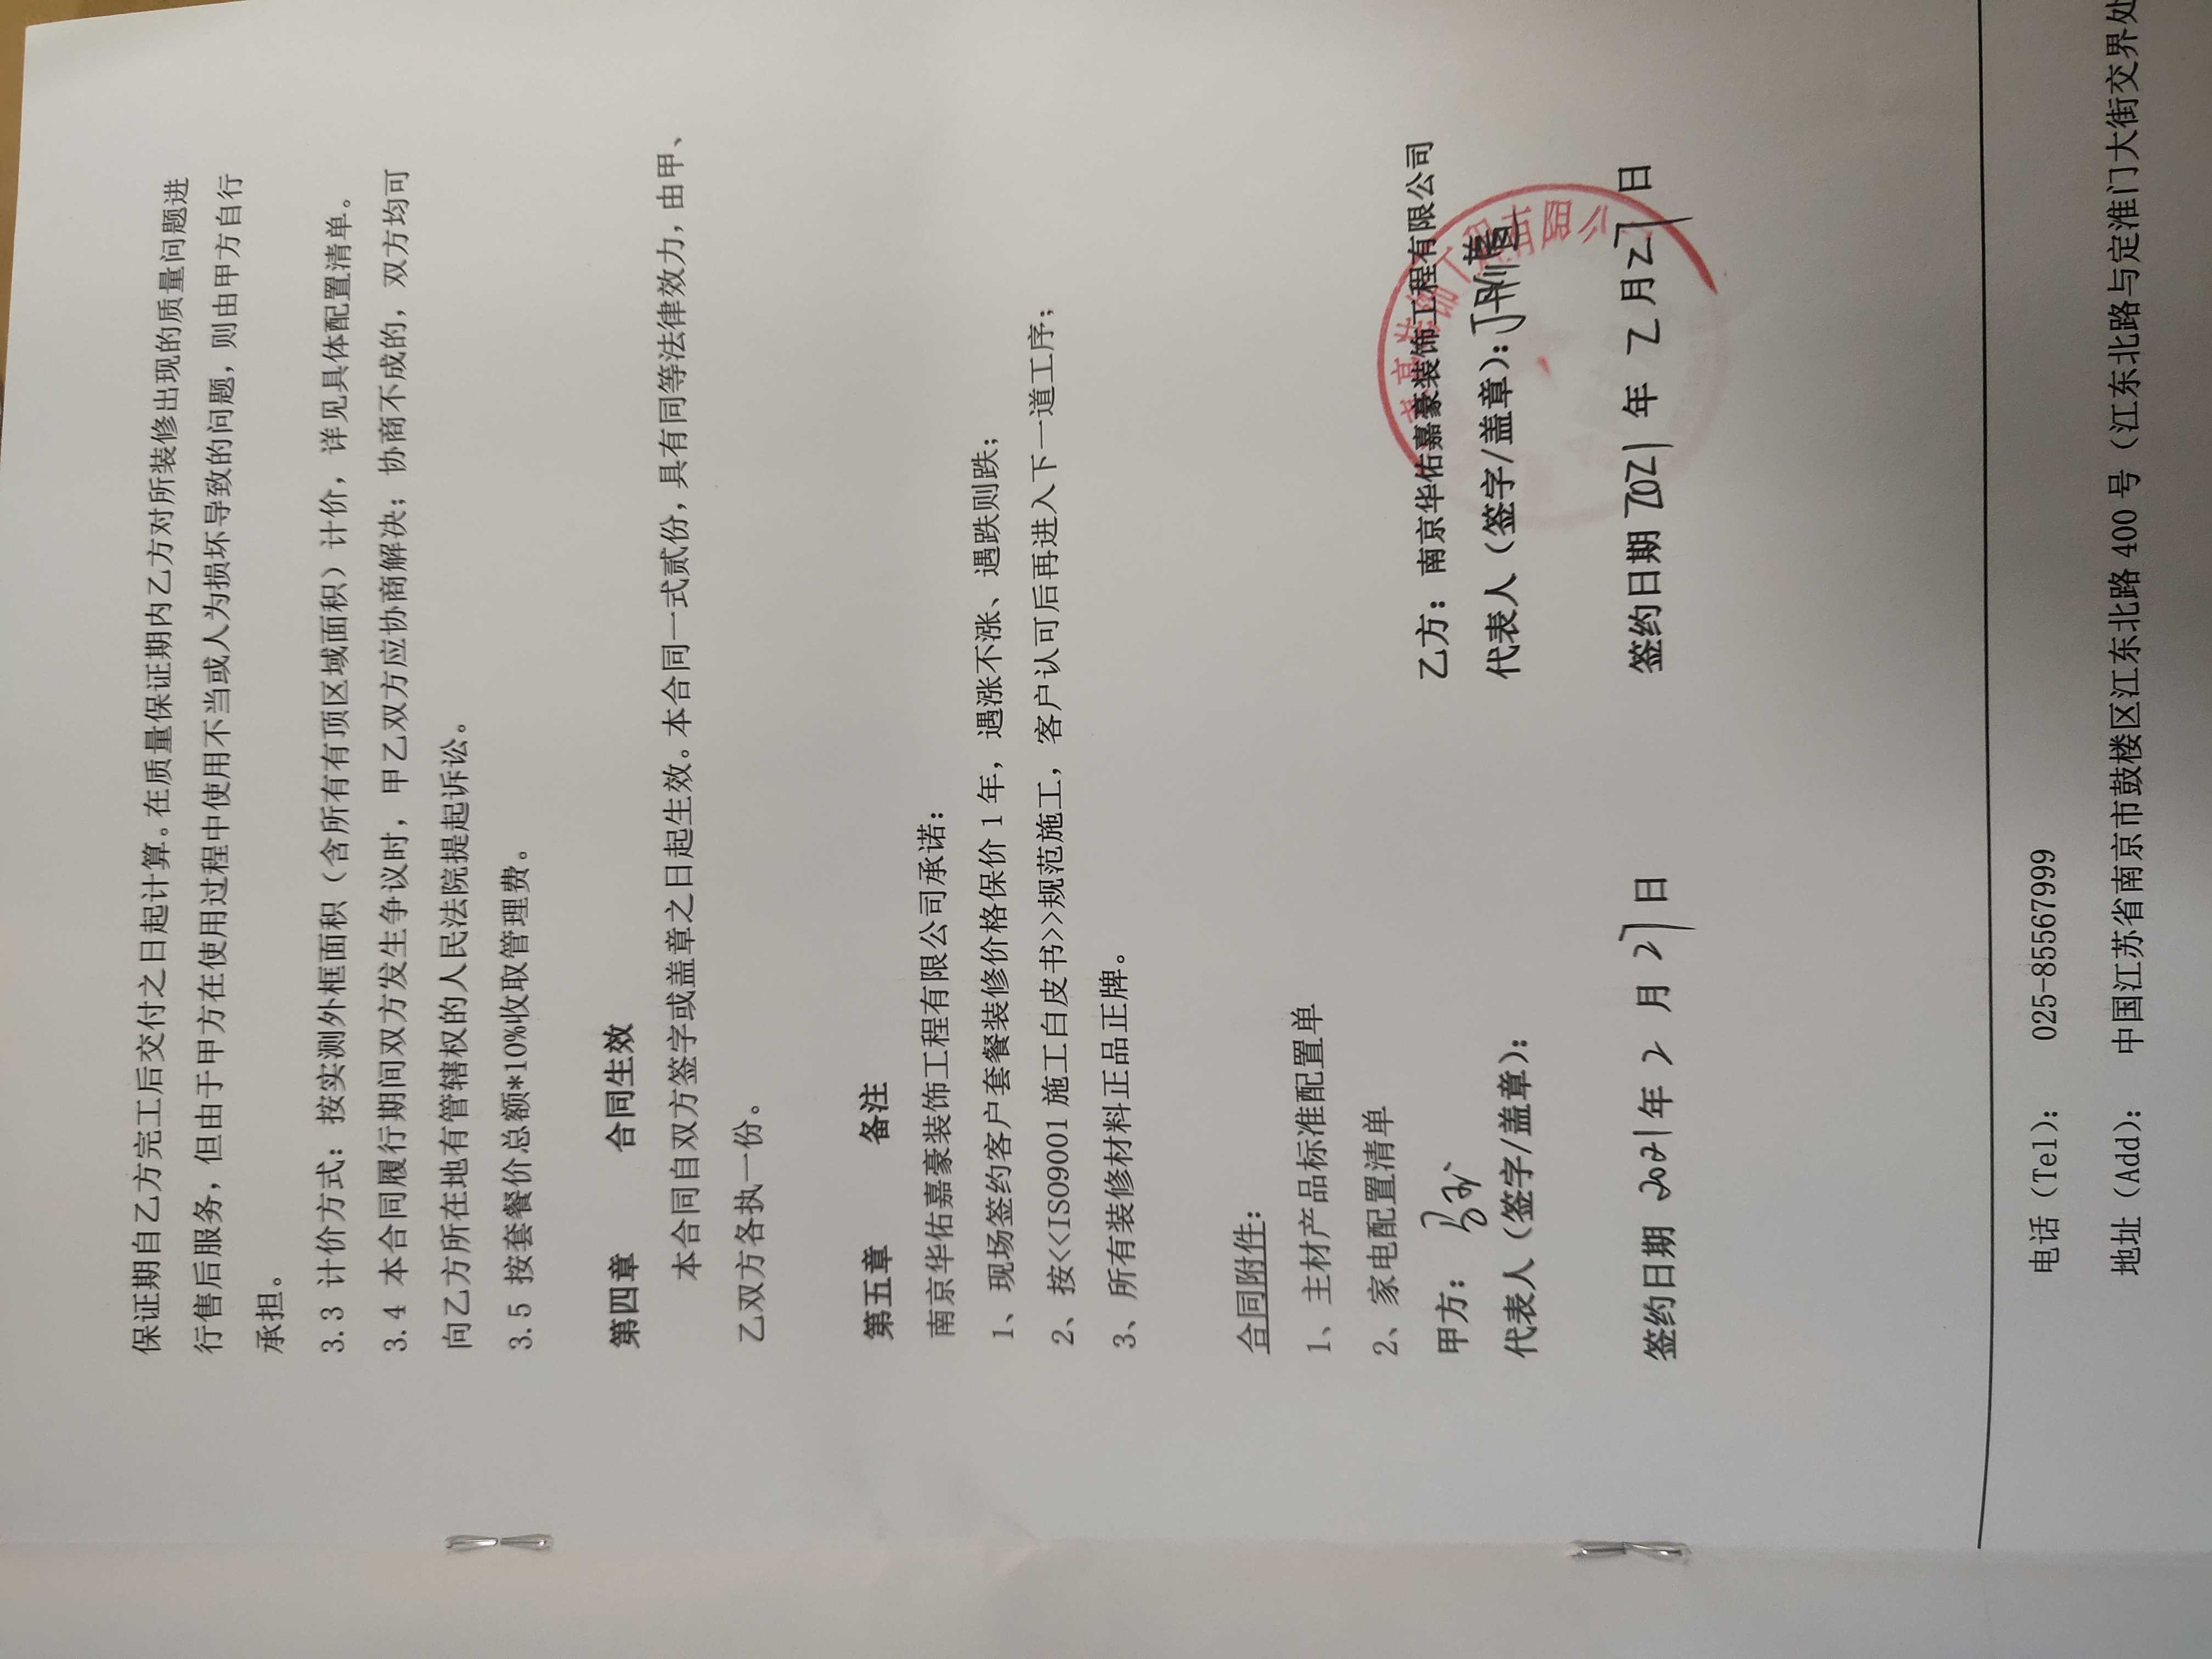 保证期自乙方完工后交付之日起计算。在质量保证期内乙方对所装修出现的质量问题进
行售后服务，但由于甲方在使用过程中使用不当或人为损坏导致的问题，则由甲方自行
承担。
3.3 计价方式：按实测外框面积（含所有有项区域面积）计价，详见具体配置清单。
3.4 本合同履行期间双方发生争议时，甲乙双方应协商解决；协商不成的，双方均可
向乙方所在地有管辖权的人民法院提起诉讼。
3.5 按套餐价总额*10%收取管理费。
第四章 合同生效
本合同自双方签字或盖章之日起生效。本合同一式贰份，具有同等法律效力，由甲、
乙双方各执一份。
第五章 备注
南京华佑嘉豪装饰工程有限公司承诺：
1、现场签约客户套餐装修价格保价 1 年，遇涨不涨、遇跌则跌；
2、按<<ISO9001 施工白皮书>>规范施工，客户认可后再进入下一道工序；
3、所有装修材料正品正牌。
合同附件：
1、主材产品标准配置单
2、家电配置清单
甲方： 乙方：南京华佑嘉豪装饰工程有限公司
代表人（签字/盖章）： 代表人（签字/盖章）：
签约日期 2021年 2 月 21日 签约日期 2021 年 2 月21日
电话（Tel）： 025-85567999
地址（Add）： 中国江苏省南京市鼓楼区江东北路 400 号（江东北路与定淮门大街交界处